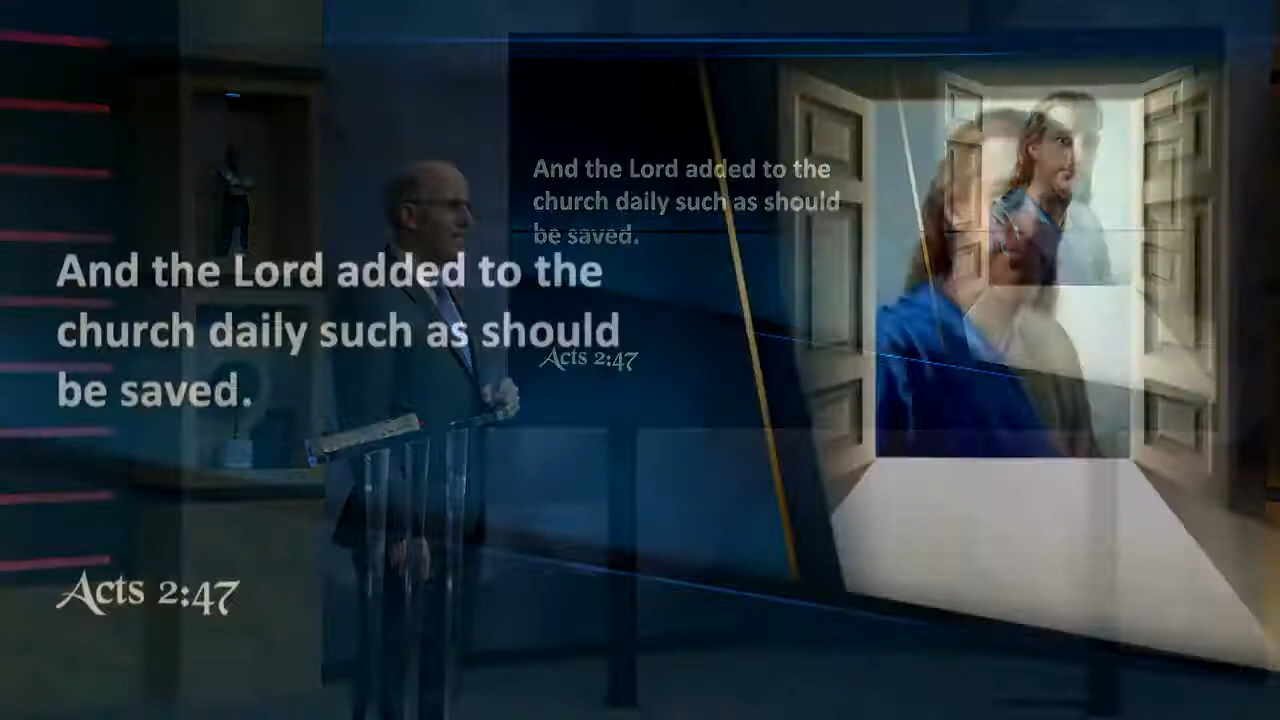 And the Lord added to the
church daily such as should
be saved.
Acts 2:47
And the Lord added to the
church daily such as should
be saved.
Acts 2:47